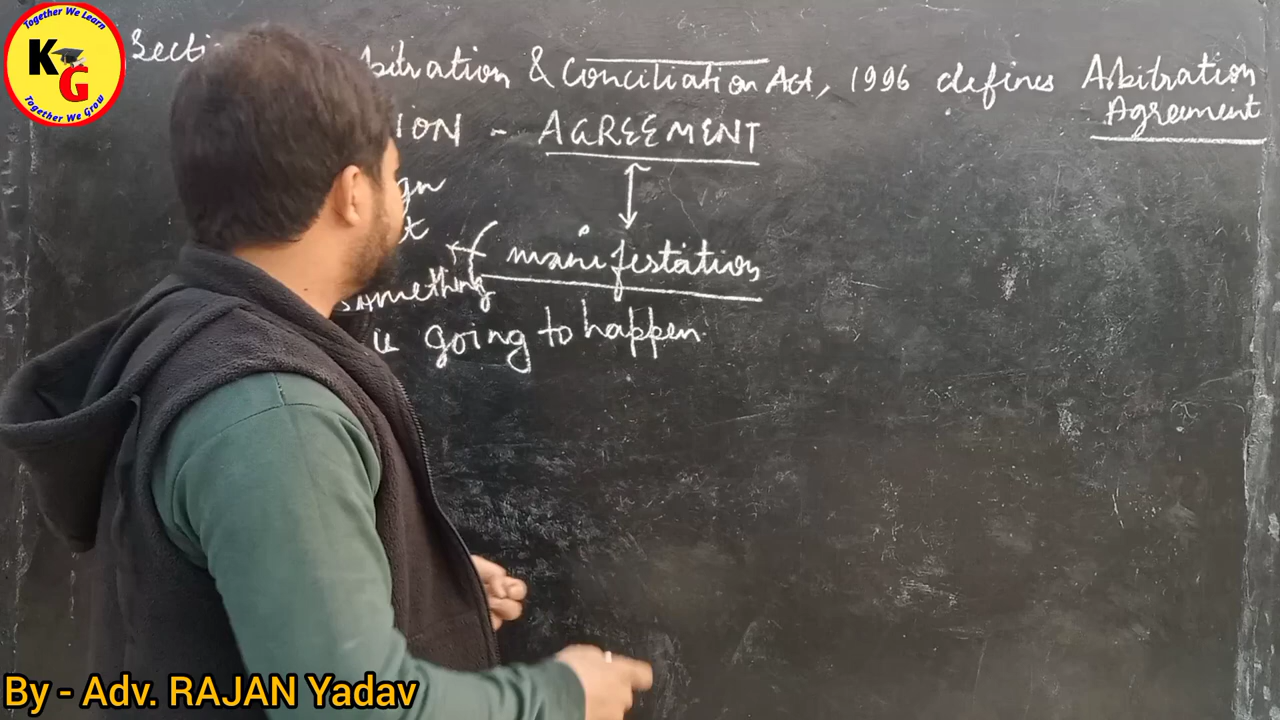 Together We Learn
KG
Together We Grow
Secti bitration & Conciliation Act, 1996 defines Arbitration
Agreement
ION - AGREEMENT
gn
manifestation
something
is going to happen.
By - Adv. RAJAN Yadav